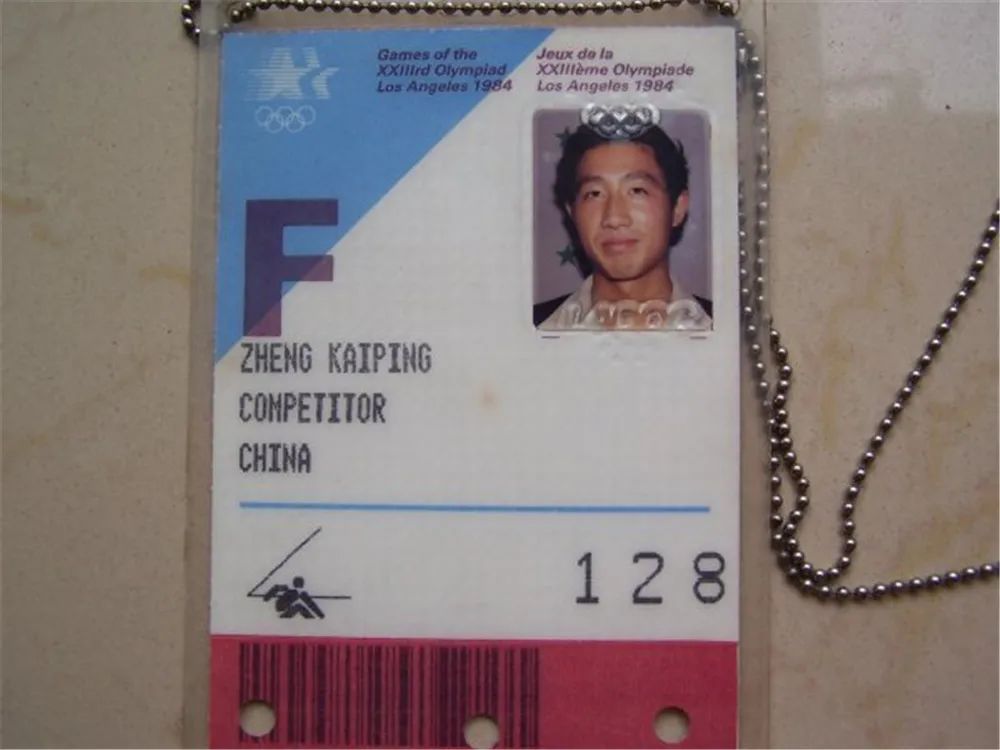 Games of the
XXIIIrd Olympiad
Los Angeles 1984
Jeux de la
XXIIIème Olympiade
Los Angeles 1984
F
ZHENG KAIPING
COMPETITOR
CHINA
128